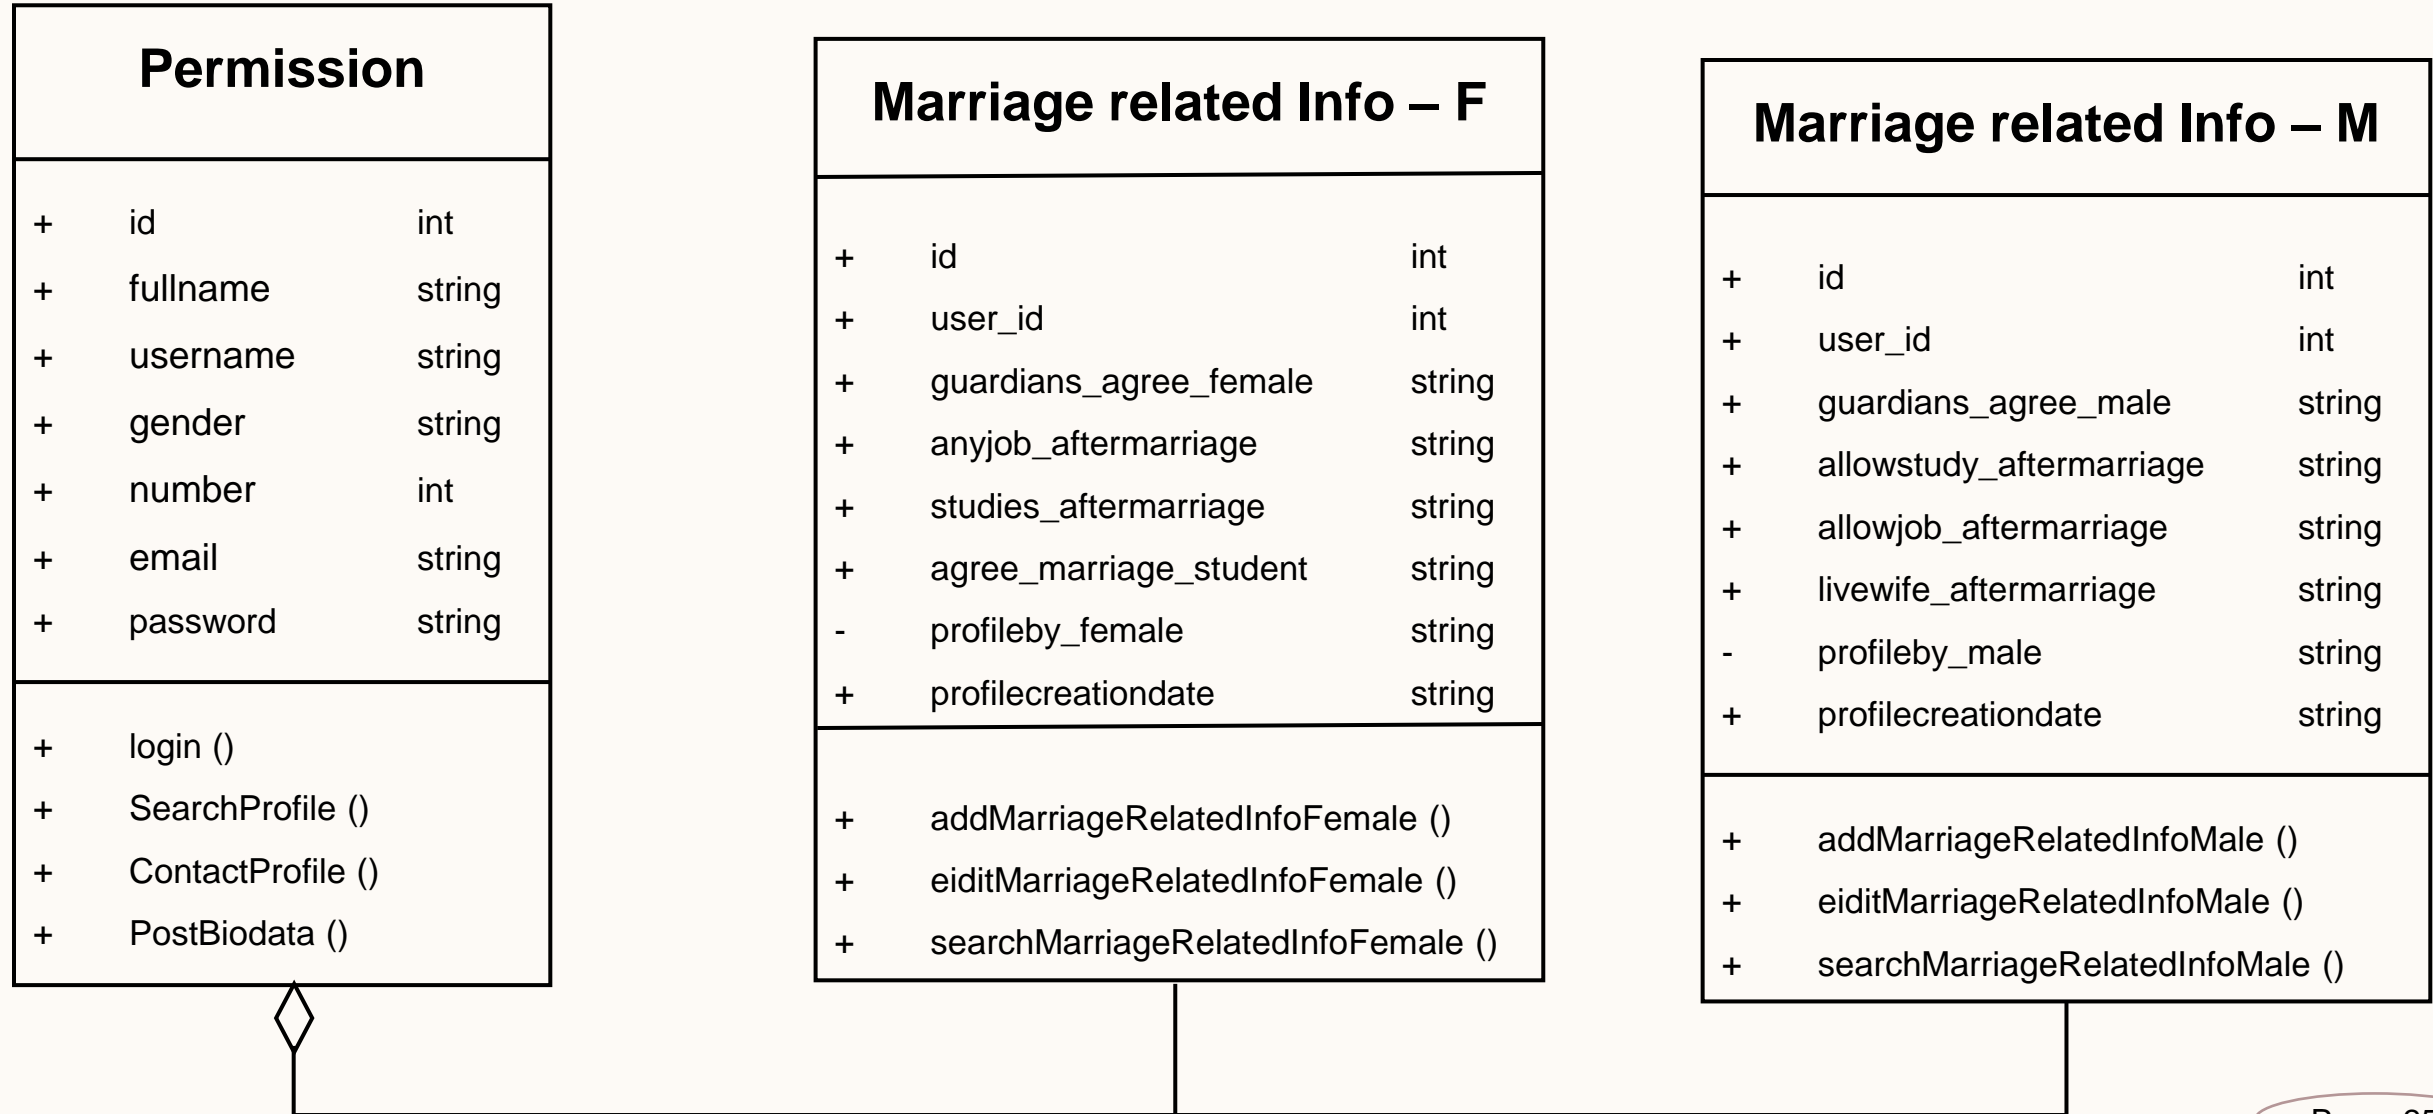 Permission
+ id int
+ fullname string
+ username string
+ gender string
+ number int
+ email string
+ password string
+ login ()
+ SearchProfile ()
+ ContactProfile ()
+ PostBiodata ()
Marriage related Info – F
+ id int
+ user_id int
+ guardians_agree_female string
+ anyjob_aftermarriage string
+ studies_aftermarriage string
+ agree_marriage_student string
- profileby_female string
+ profilecreationdate string
+ addMarriageRelatedInfoFemale ()
+ eiditMarriageRelatedInfoFemale ()
+ searchMarriageRelatedInfoFemale ()
Marriage related Info – M
+ id int
+ user_id int
+ guardians_agree_male string
+ allowstudy_aftermarriage string
+ allowjob_aftermarriage string
+ livewife_aftermarriage string
- profileby_male string
+ profilecreationdate string
+ addMarriageRelatedInfoMale ()
+ eiditMarriageRelatedInfoMale ()
+ searchMarriageRelatedInfoMale ()